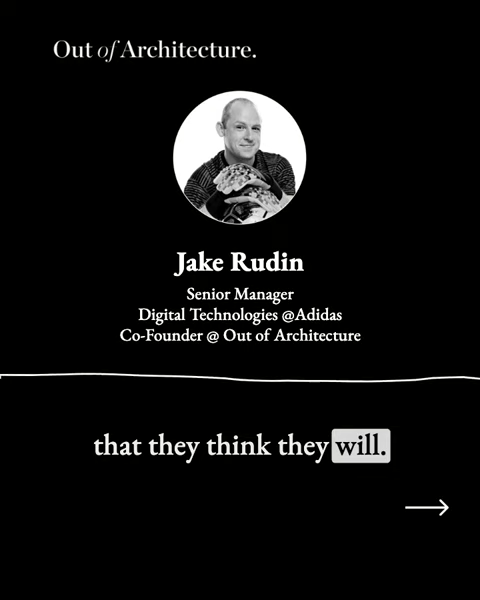 Out of Architecture.
Jake Rudin
Senior Manager
Digital Technologies @Adidas
Co-Founder @ Out of Architecture
that they think they will.